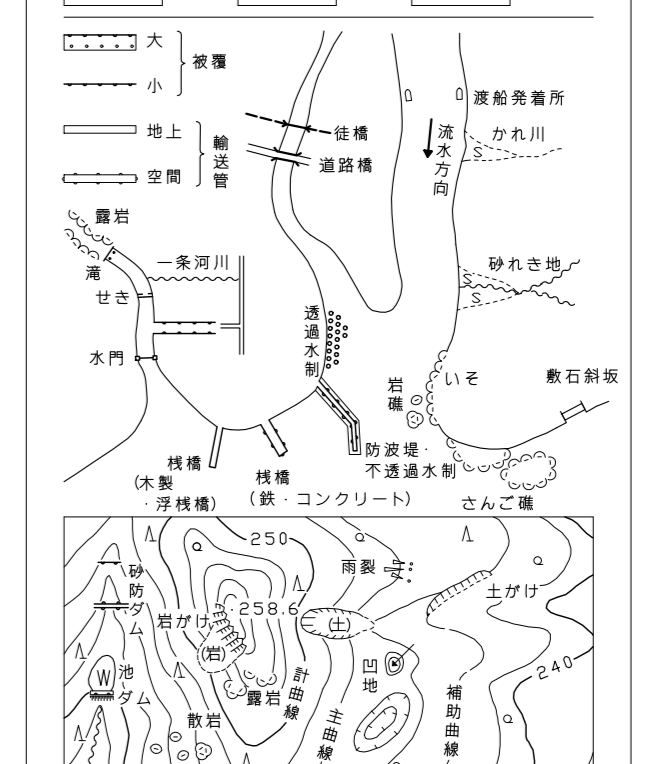 大
小
被覆
地上
空間
輸送管
徒橋
道路橋
渡船発着所
流水方向
かれ川
露岩
滝
一条河川
せき
水門
透過水制
砂れき地
岩礁
いそ
敷石斜坂
桟橋
(木製
・浮桟橋)
桟橋
(鉄・コンクリート)
防波堤・
不透過水制
さんご礁
250
雨裂
砂防ダム
岩がけ
258.6
(土)
土がけ
(岩)
W
池
ダム
露岩
計曲線
凹地
240
散岩
主曲線
補助曲線